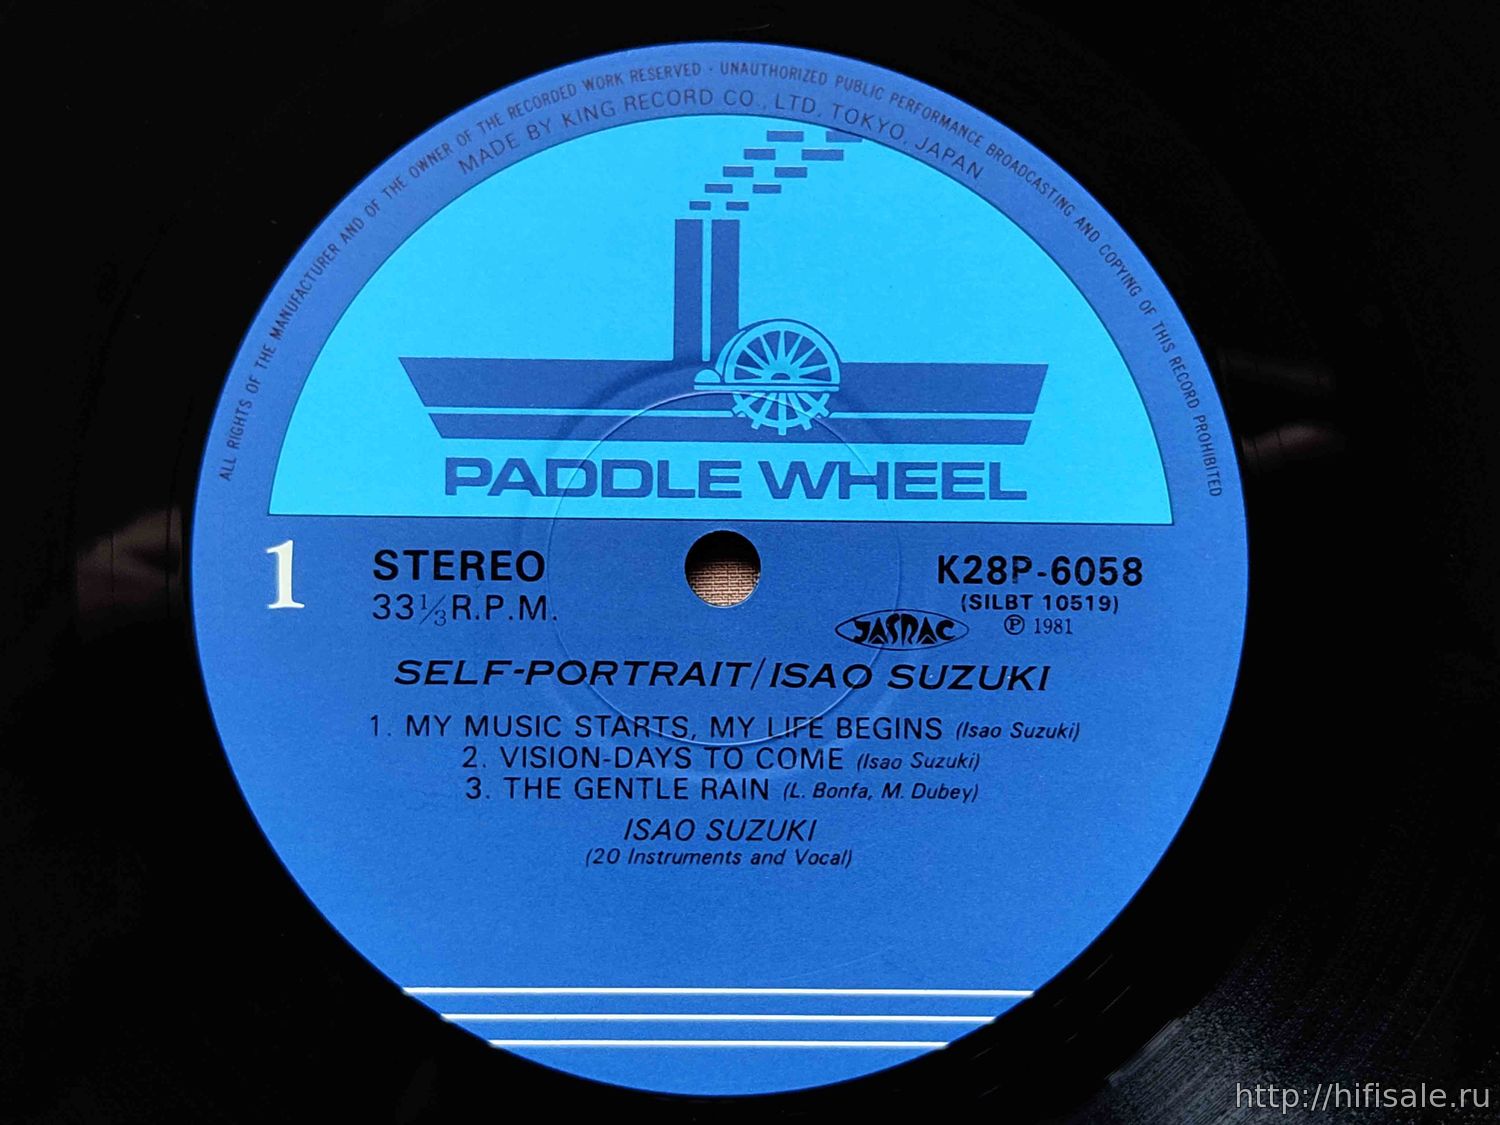 ALL RIGHTS OF THE MANUFACTURER AND OF THE OWNER OF THE RECORDED WORK RESERVED · UNAUTHORIZED PUBLIC PERFORMANCE BROADCASTING AND COPYING OF THIS RECORD PROHIBITED
MADE BY KING RECORD CO., LTD. TOKYO, JAPAN
PADDLE WHEEL
1
STEREO
33⅓ R.P.M.
K28P-6058
(SILBT 10519)
JASRAC
Ⓟ 1981
SELF-PORTRAIT/ISAO SUZUKI
1. MY MUSIC STARTS, MY LIFE BEGINS (Isao Suzuki)
2. VISION-DAYS TO COME (Isao Suzuki)
3. THE GENTLE RAIN (L. Bonfa, M. Dubey)
ISAO SUZUKI
(20 Instruments and Vocal)
http://hifisale.ru